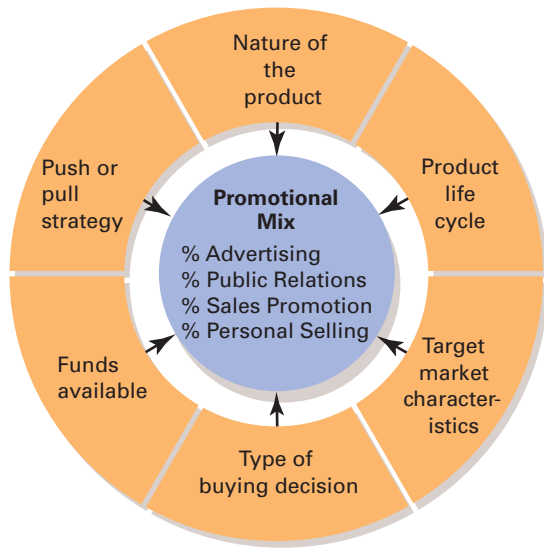 Nature of
the
product
Product
life
cycle
Target
market
character-
istics
Type of
buying decision
Funds
available
Push or
pull
strategy
Promotional
Mix
% Advertising
% Public Relations
% Sales Promotion
% Personal Selling